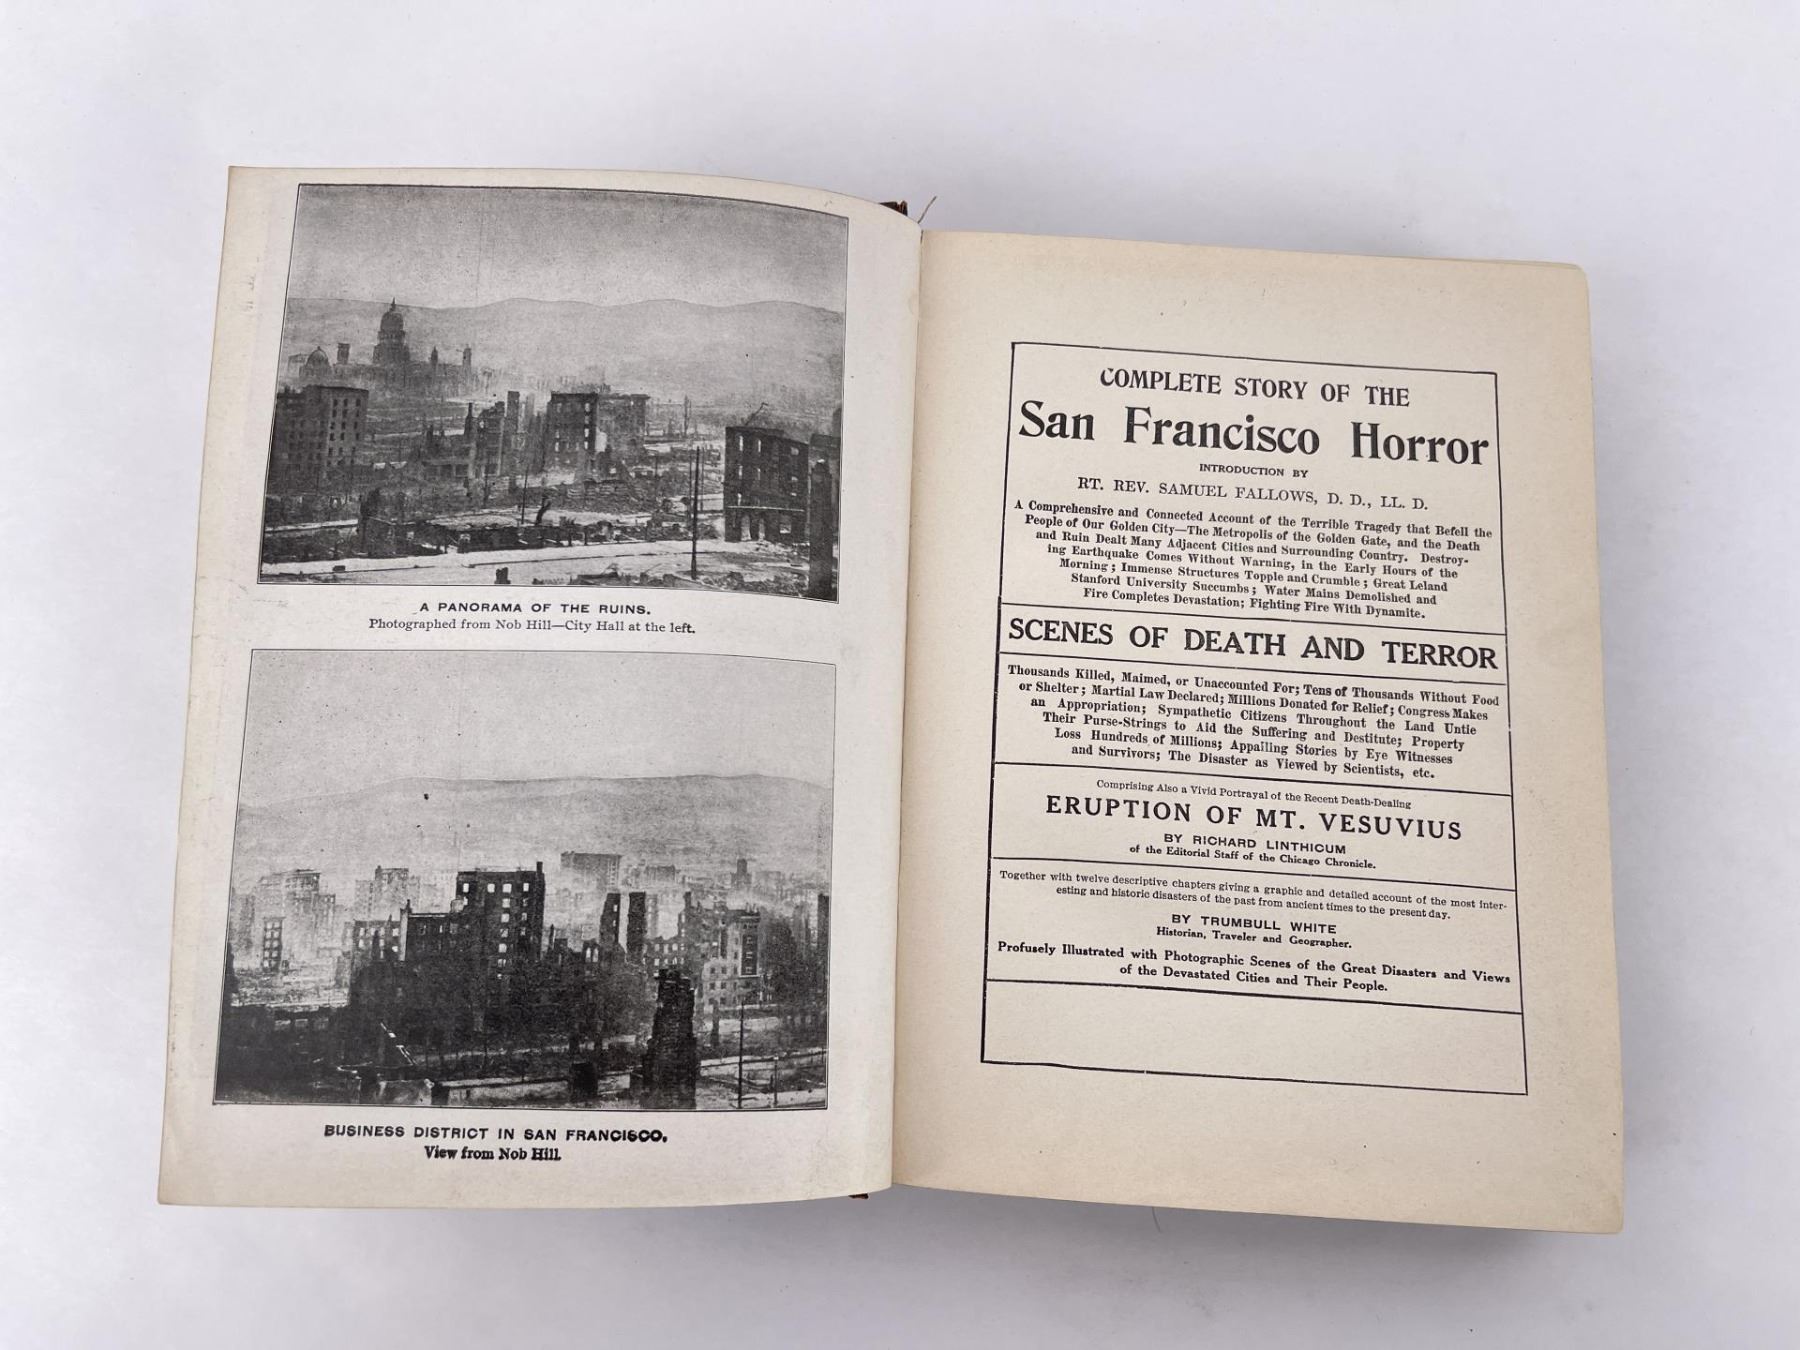 A PANORAMA OF THE RUINS.
Photographed from Nob Hill—City Hall at the left.
BUSINESS DISTRICT IN SAN FRANCISCO.
View from Nob Hill.
COMPLETE STORY OF THE
San Francisco Horror
INTRODUCTION BY
RT. REV. SAMUEL FALLOWS, D. D., LL. D.
A Comprehensive and Connected Account of the Terrible Tragedy that Befell the
People of Our Golden City—The Metropolis of the Golden Gate, and the Death
and Ruin Dealt Many Adjacent Cities and Surrounding Country. Destroy-
ing Earthquake Comes Without Warning, in the Early Hours of the
Morning; Immense Structures Topple and Crumble; Great Leland
Stanford University Succumbs; Water Mains Demolished and
Fire Completes Devastation; Fighting Fire With Dynamite.
SCENES OF DEATH AND TERROR
Thousands Killed, Maimed, or Unaccounted For; Tens of Thousands Without Food
or Shelter; Martial Law Declared; Millions Donated for Relief; Congress Makes
an Appropriation; Sympathetic Citizens Throughout the Land Untie
Their Purse-Strings to Aid the Suffering and Destitute; Property
Loss Hundreds of Millions; Appalling Stories by Eye Witnesses
and Survivors; The Disaster as Viewed by Scientists, etc.
Comprising Also a Vivid Portrayal of the Recent Death-Dealing
ERUPTION OF MT. VESUVIUS
BY RICHARD LINTHICUM
of the Editorial Staff of the Chicago Chronicle.
Together with twelve descriptive chapters giving a graphic and detailed account of the most inter-
esting and historic disasters of the past from ancient times to the present day.
BY TRUMBULL WHITE
Historian, Traveler and Geographer.
Profusely Illustrated with Photographic Scenes of the Great Disasters and Views
of the Devastated Cities and Their People.